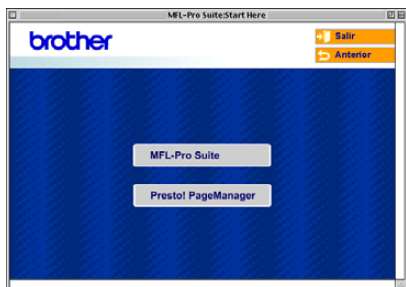 MFL-Pro Suite:Start Here
brother
Salir
Anterior
MFL-Pro Suite
Presto! PageManager